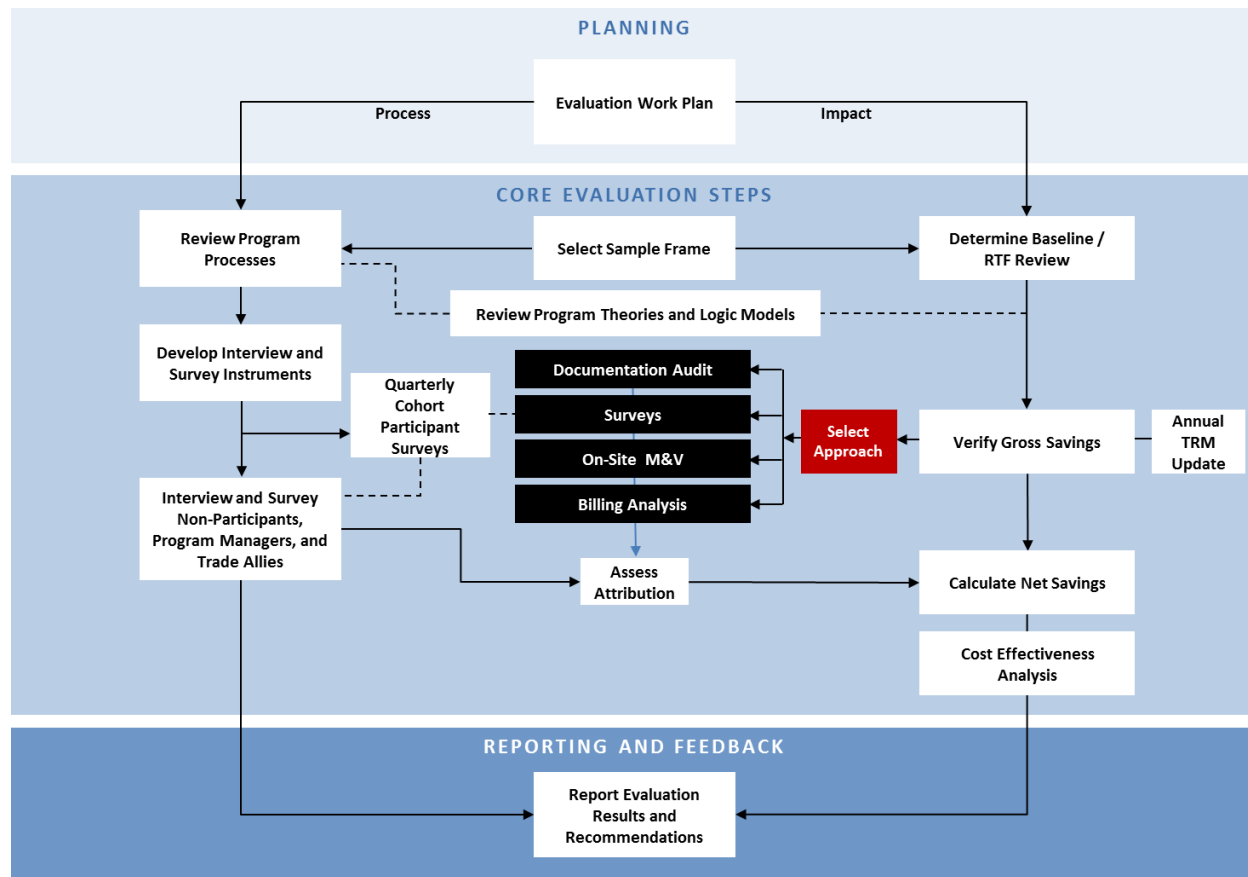 PLANNING
Evaluation Work Plan
Process
Impact
CORE EVALUATION STEPS
Review Program
Processes
Select Sample Frame
Determine Baseline /
RTF Review
Review Program Theories and Logic Models
Develop Interview and
Survey Instruments
Quarterly
Cohort
Participant
Surveys
Documentation Audit
Surveys
On-Site M&V
Billing Analysis
Select
Approach
Verify Gross Savings
Annual
TRM
Update
Interview and Survey
Non-Participants,
Program Managers, and
Trade Allies
Assess
Attribution
Calculate Net Savings
Cost Effectiveness
Analysis
REPORTING AND FEEDBACK
Report Evaluation
Results and
Recommendations